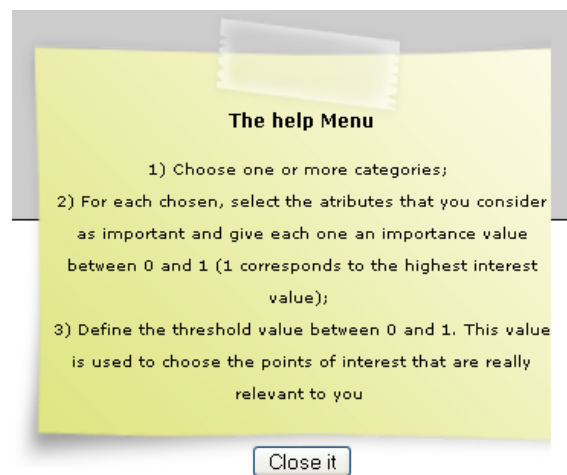 The help Menu
1) Choose one or more categories;
2) For each chosen, select the atributes that you consider
as important and give each one an importance value
between 0 and 1 (1 corresponds to the highest interest
value);
3) Define the threshold value between 0 and 1. This value
is used to choose the points of interest that are really
relevant to you
Close it